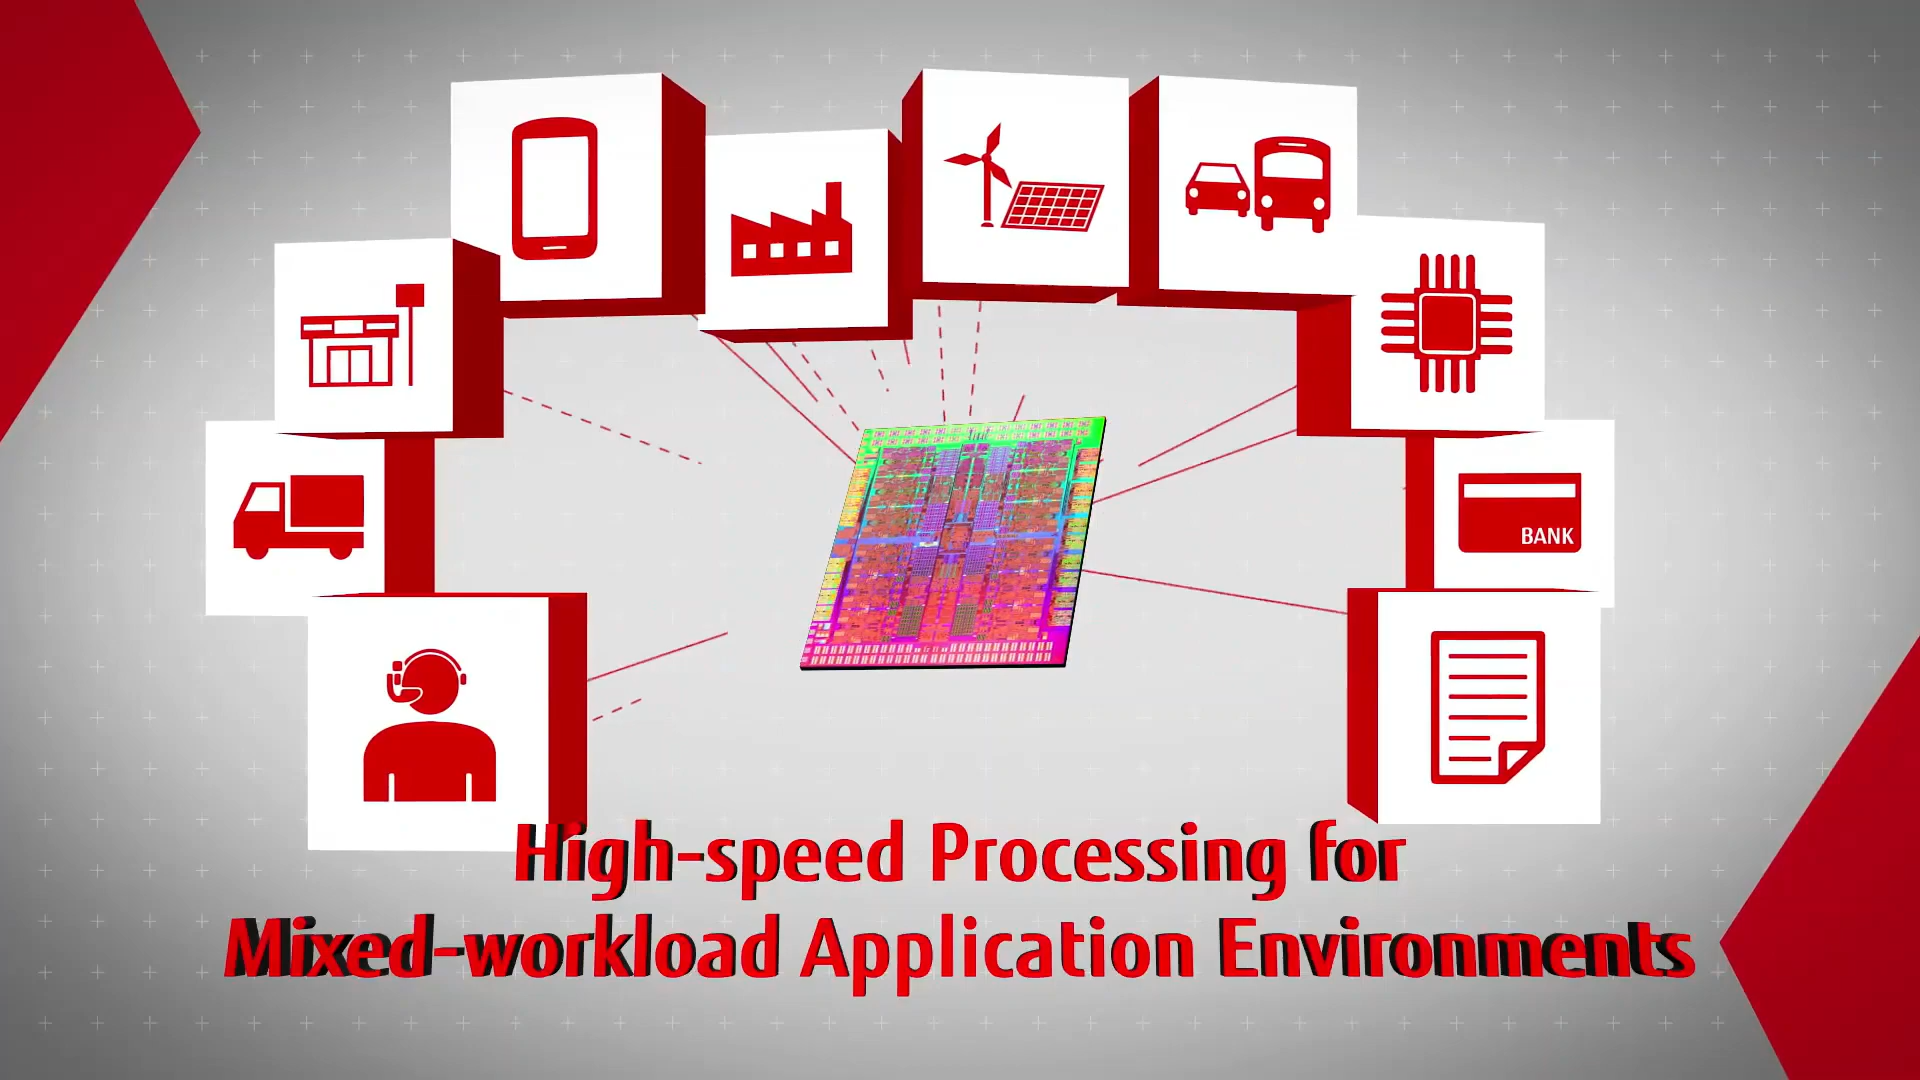 BANK
High-speed Processing for
Mixed-workload Application Environments